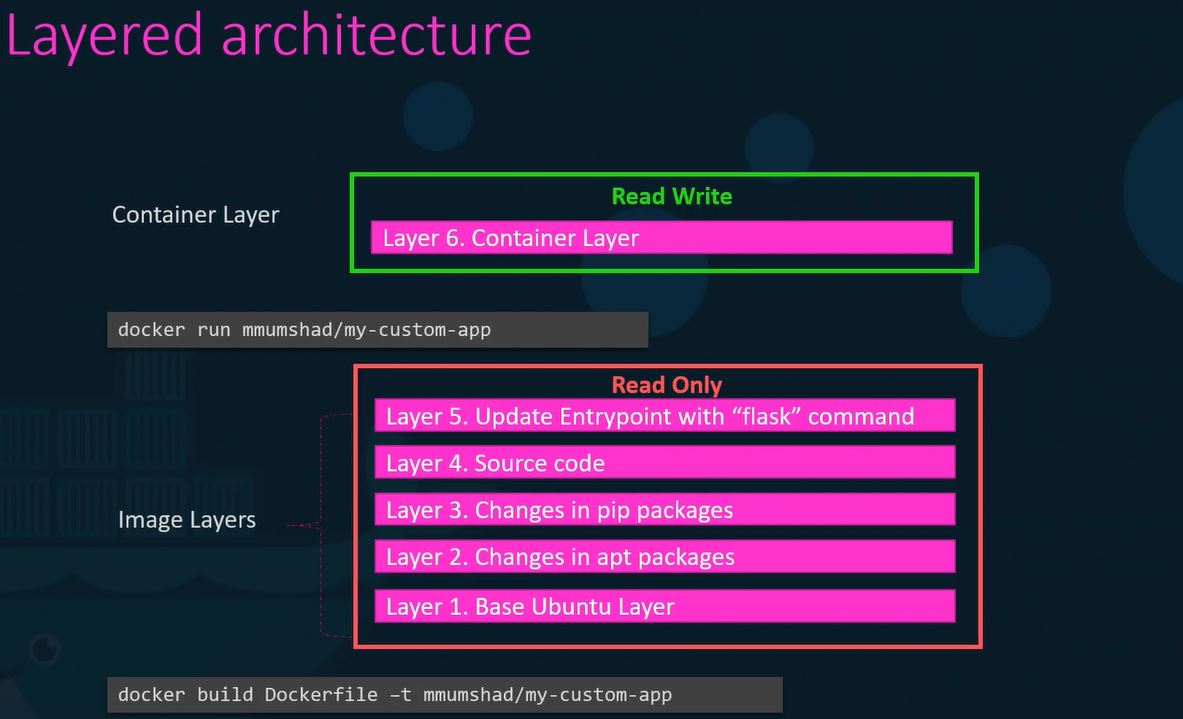 Layered architecture
Read Write
Container Layer
Layer 6. Container Layer
docker run mmumshad/my-custom-app
Read Only
Layer 5. Update Entrypoint with “flask” command
Layer 4. Source code
Layer 3. Changes in pip packages
Image Layers
Layer 2. Changes in apt packages
Layer 1. Base Ubuntu Layer
docker build Dockerfile –t mmumshad/my-custom-app